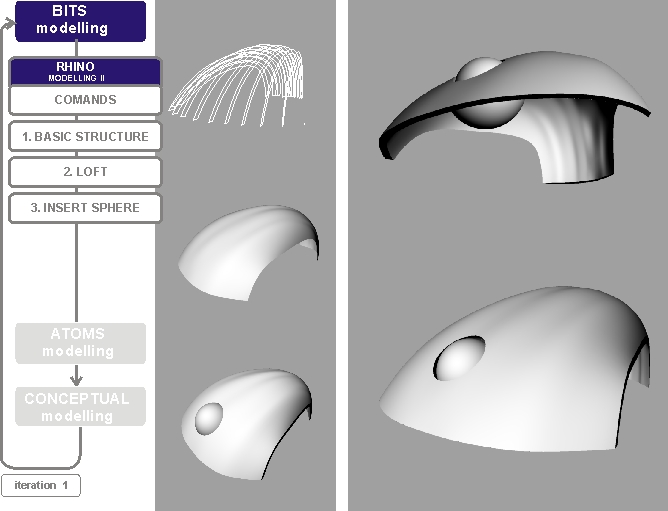 BITS
modelling
RHINO
MODELLING II
COMANDS
1. BASIC STRUCTURE
2. LOFT
3. INSERT SPHERE
ATOMS
modelling
CONCEPTUAL
modelling
iteration 1